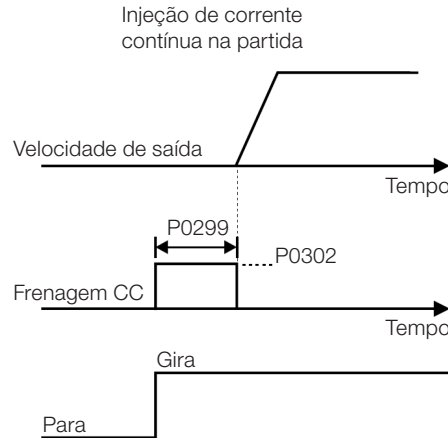 Injeção de corrente
contínua na partida
Velocidade de saída
Tempo
P0299
P0302
Frenagem CC
Tempo
Gira
Para